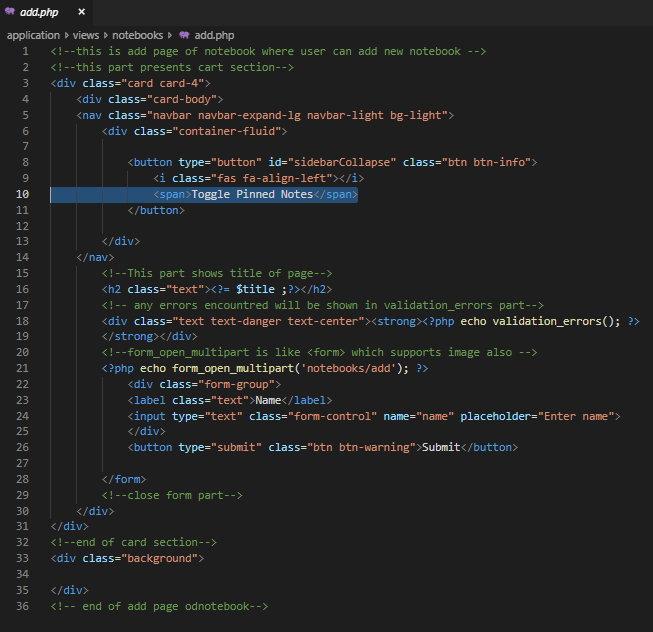 add.php ×
application > views > notebooks > add.php
1 <!--this is add page of notebook where user can add new notebook -->
2 <!--this part presents cart section-->
3 <div class="card card-4">
4 <div class="card-body">
5 <nav class="navbar navbar-expand-lg navbar-light bg-light">
6 <div class="container-fluid">
7
8 <button type="button" id="sidebarCollapse" class="btn btn-info">
9 <i class="fas fa-align-left"></i>
10 <span>Toggle Pinned Notes</span>
11 </button>
12
13 </div>
14 </nav>
15 <!--This part shows title of page-->
16 <h2 class="text"><?= $title ;?></h2>
17 <!-- any errors encountred will be shown in validation_errors part-->
18 <div class="text text-danger text-center"><strong><?php echo validation_errors(); ?>
19 </strong></div>
20 <!--form_open_multipart is like <form> which supports image also -->
21 <?php echo form_open_multipart('notebooks/add'); ?>
22 <div class="form-group">
23 <label class="text">Name</label>
24 <input type="text" class="form-control" name="name" placeholder="Enter name">
25 </div>
26 <button type="submit" class="btn btn-warning">Submit</button>
27
28 </form>
29 <!--close form part-->
30 </div>
31 </div>
32 <!--end of card section-->
33 <div class="background">
34
35 </div>
36 <!-- end of add page odnotebook-->